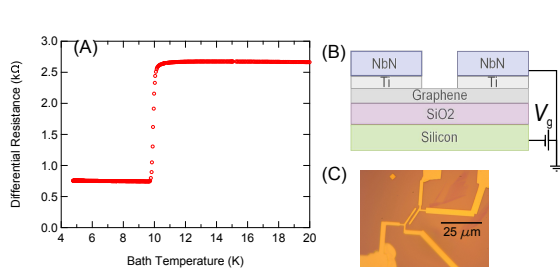 (A)
3.0
2.5
2.0
1.5
1.0
0.5
0.0
Differential Resistance (kΩ)
4 6 8 10 12 14 16 18 20
Bath Temperature (K)
(B)
NbN NbN
Ti Ti
Graphene
SiO2
Silicon
Vg
(C)
25 μm